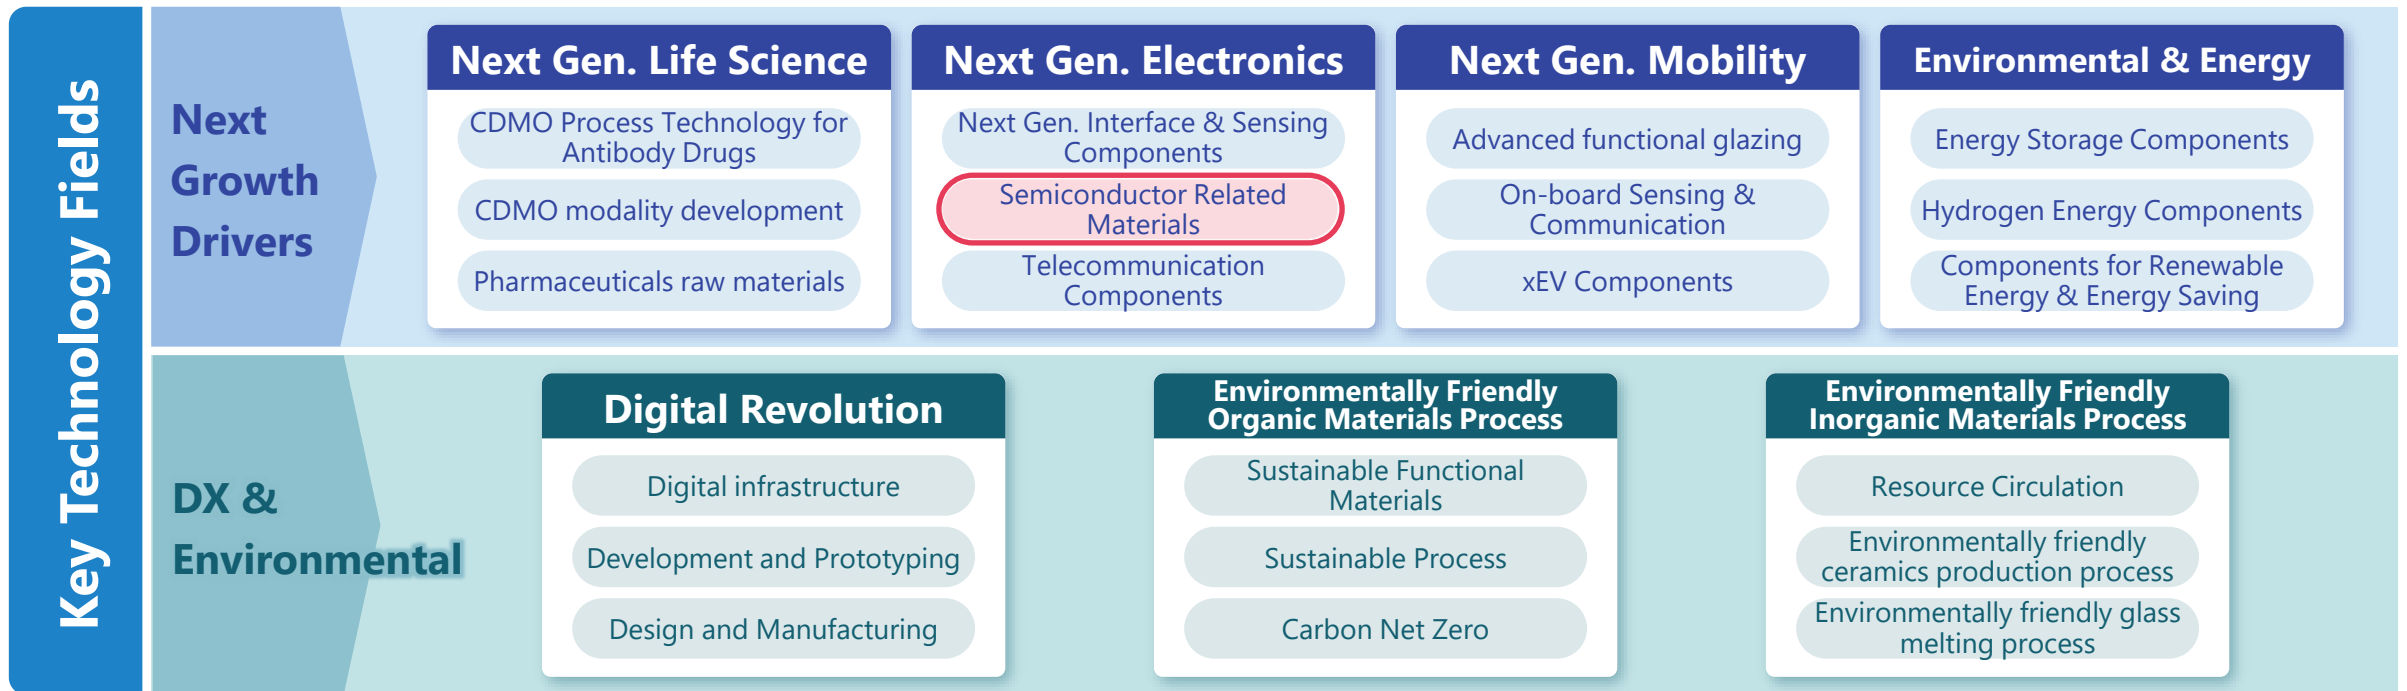 Key Technology Fields
Next
Growth
Drivers
Next Gen. Life Science
CDMO Process Technology for
Antibody Drugs
CDMO modality development
Pharmaceuticals raw materials
Next Gen. Electronics
Next Gen. Interface & Sensing
Components
Semiconductor Related
Materials
Telecommunication
Components
Next Gen. Mobility
Advanced functional glazing
On-board Sensing &
Communication
xEV Components
Environmental & Energy
Energy Storage Components
Hydrogen Energy Components
Components for Renewable
Energy & Energy Saving
DX &
Environmental
Digital Revolution
Digital infrastructure
Development and Prototyping
Design and Manufacturing
Environmentally Friendly
Organic Materials Process
Sustainable Functional
Materials
Sustainable Process
Carbon Net Zero
Environmentally Friendly
Inorganic Materials Process
Resource Circulation
Environmentally friendly
ceramics production process
Environmentally friendly glass
melting process